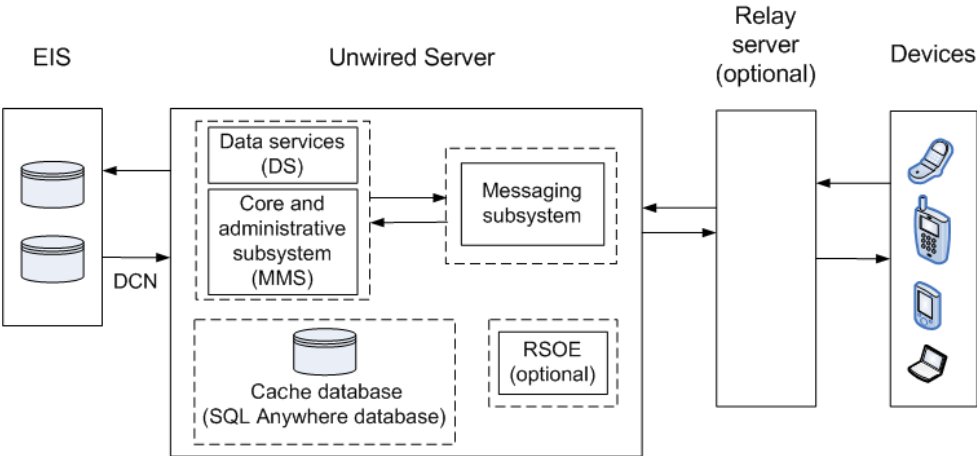 EIS
Unwired Server
Relay
server
(optional)
Devices
DCN
Data services
(DS)
Core and
administrative
subsystem
(MMS)
Messaging
subsystem
Cache database
(SQL Anywhere database)
RSOE
(optional)